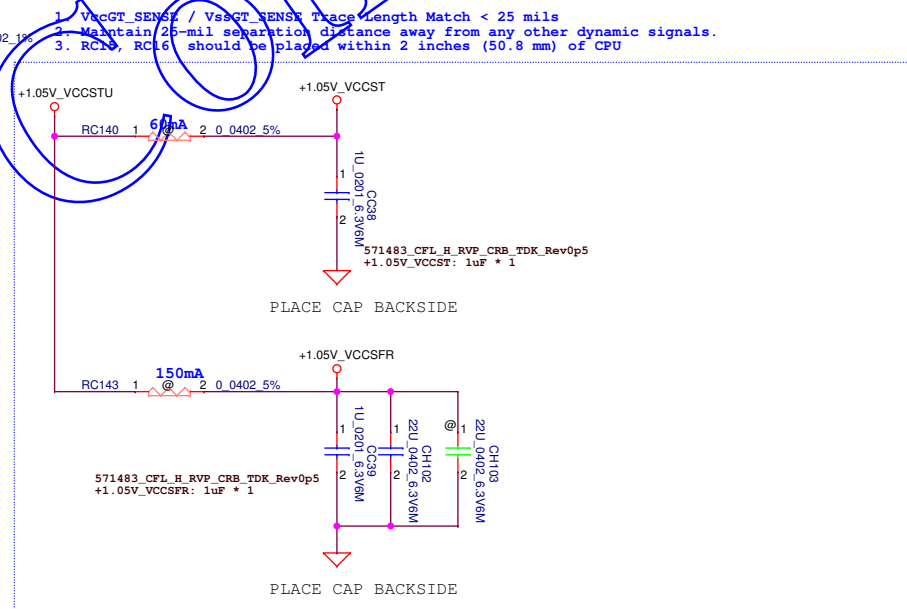 1. VccGT_SENSE / VssGT_SENSE Trace Length Match < 25 mils
2. Maintain 25-mil separation distance away from any other dynamic signals.
3. RC15, RC16 should be placed within 2 inches (50.8 mm) of CPU
+1.05V_VCCSTU
+1.05V_VCCST
60mA
RC140 1 @ 2 0_0402_5%
1
2
1U_0201_6.3V6M
CC38
571483_CFL_H_RVP_CRB_TDK_Rev0p5
+1.05V_VCCST: 1uF * 1
PLACE CAP BACKSIDE
+1.05V_VCCSFR
150mA
RC143 1 @ 2 0_0402_5%
1
2
1U_0201_6.3V6M
CC39
1
2
22U_0402_6.3V6M
CH102
@
1
2
22U_0402_6.3V6M
CH103
571483_CFL_H_RVP_CRB_TDK_Rev0p5
+1.05V_VCCSFR: 1uF * 1
PLACE CAP BACKSIDE